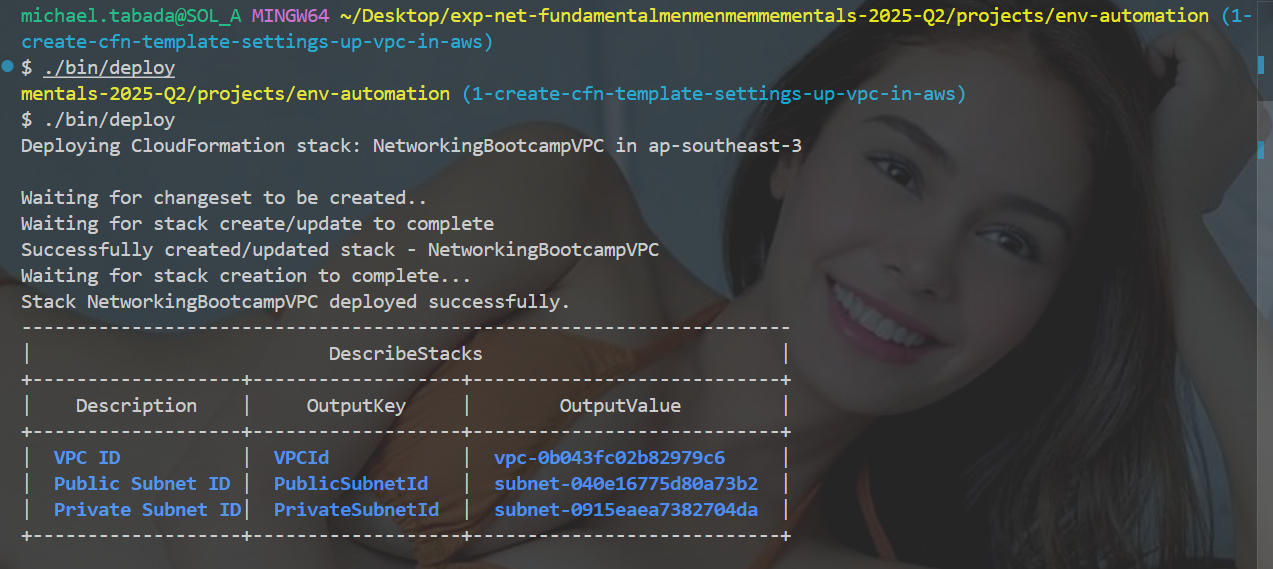 michael.tabada@SOL_A MINGW64 ~/Desktop/exp-net-fundamentalmenmenmemmementals-2025-Q2/projects/env-automation (1-
create-cfn-template-settings-up-vpc-in-aws)
$ ./bin/deploy
mentals-2025-Q2/projects/env-automation (1-create-cfn-template-settings-up-vpc-in-aws)
$ ./bin/deploy
Deploying CloudFormation stack: NetworkingBootcampVPC in ap-southeast-3
Waiting for changeset to be created..
Waiting for stack create/update to complete
Successfully created/updated stack - NetworkingBootcampVPC
Waiting for stack creation to complete...
Stack NetworkingBootcampVPC deployed successfully.
----------------------------------------------------------------------
|                           DescribeStacks                           |
+-------------------+-------------------+----------------------------+
|    Description    |     OutputKey     |        OutputValue         |
+-------------------+-------------------+----------------------------+
|  VPC ID           |  VPCId            |  vpc-0b043fc02b82979c6     |
|  Public Subnet ID |  PublicSubnetId   |  subnet-040e16775d80a73b2  |
|  Private Subnet ID|  PrivateSubnetId  |  subnet-0915eaea7382704da  |
+-------------------+-------------------+----------------------------+